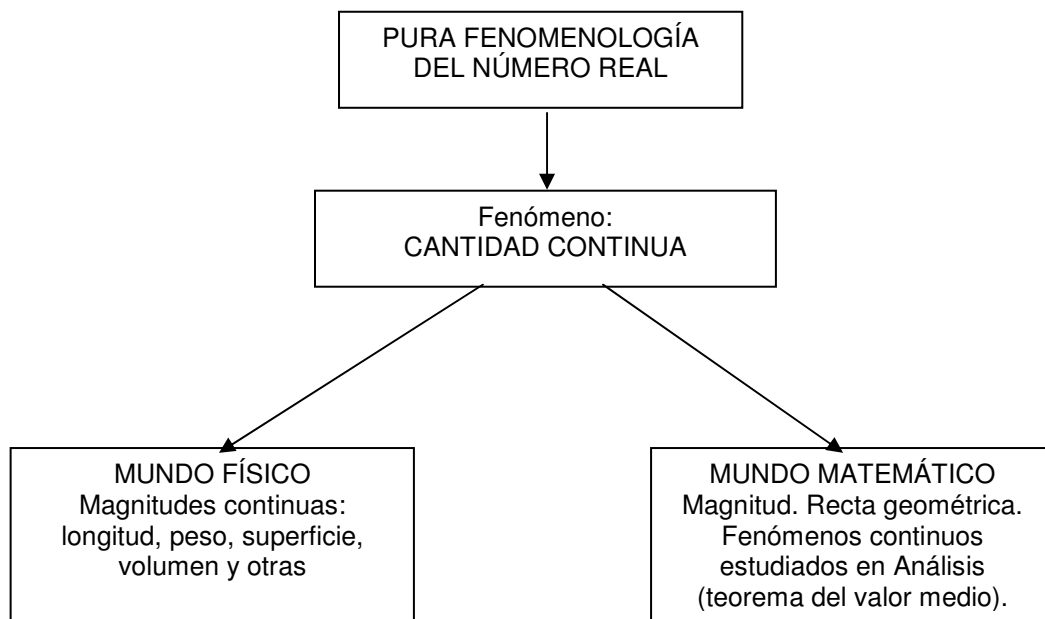 PURA FENOMENOLOGÍA
DEL NÚMERO REAL
Fenómeno:
CANTIDAD CONTINUA
MUNDO FÍSICO
Magnitudes continuas:
longitud, peso, superficie,
volumen y otras
MUNDO MATEMÁTICO
Magnitud. Recta geométrica.
Fenómenos continuos
estudiados en Análisis
(teorema del valor medio).